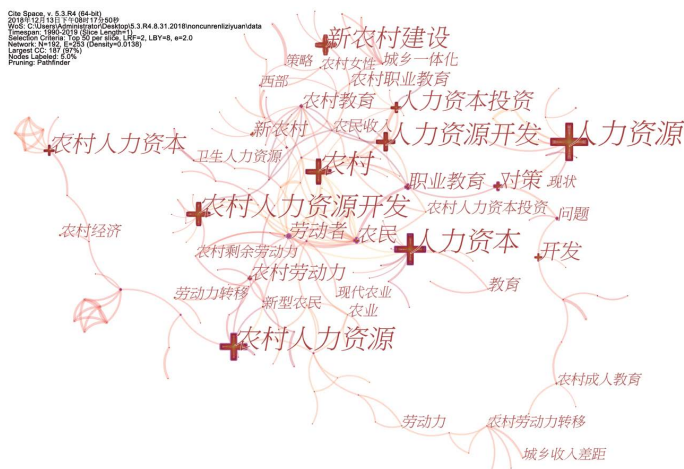 Cite Space, v. 5.3.R4 (64-bit)
2018年12月13日下午08时17分50秒
WoS: C:\Users\Administrator\Desktop\5.3.R4.8.31.2018\noncunrenliziyuan\data
Timespan: 1990-2019 (Slice Length=1)
Selection Criteria: Top 50 per slice, LRF=2, LBY=8, e=2.0
Network: N=192, E=253 (Density=0.0138)
Largest CC: 187 (97%)
Nodes Labeled: 5.0%
Pruning: Pathfinder
新农村建设
策略
农村女性
城乡一体化
西部
农村职业教育
农村教育
人力资本投资
新农村
农民收入
人力资源开发
人力资源
农村人力资本
卫生人力资源
农村
职业教育
对策
现状
农村人力资源开发
农村人力资本投资
问题
农村经济
劳动者
农民
人力资本
农村剩余劳动力
开发
农村劳动力
劳动力转移
新型农民
现代农业
农业
教育
农村人力资源
农村成人教育
劳动力
农村劳动力转移
城乡收入差距